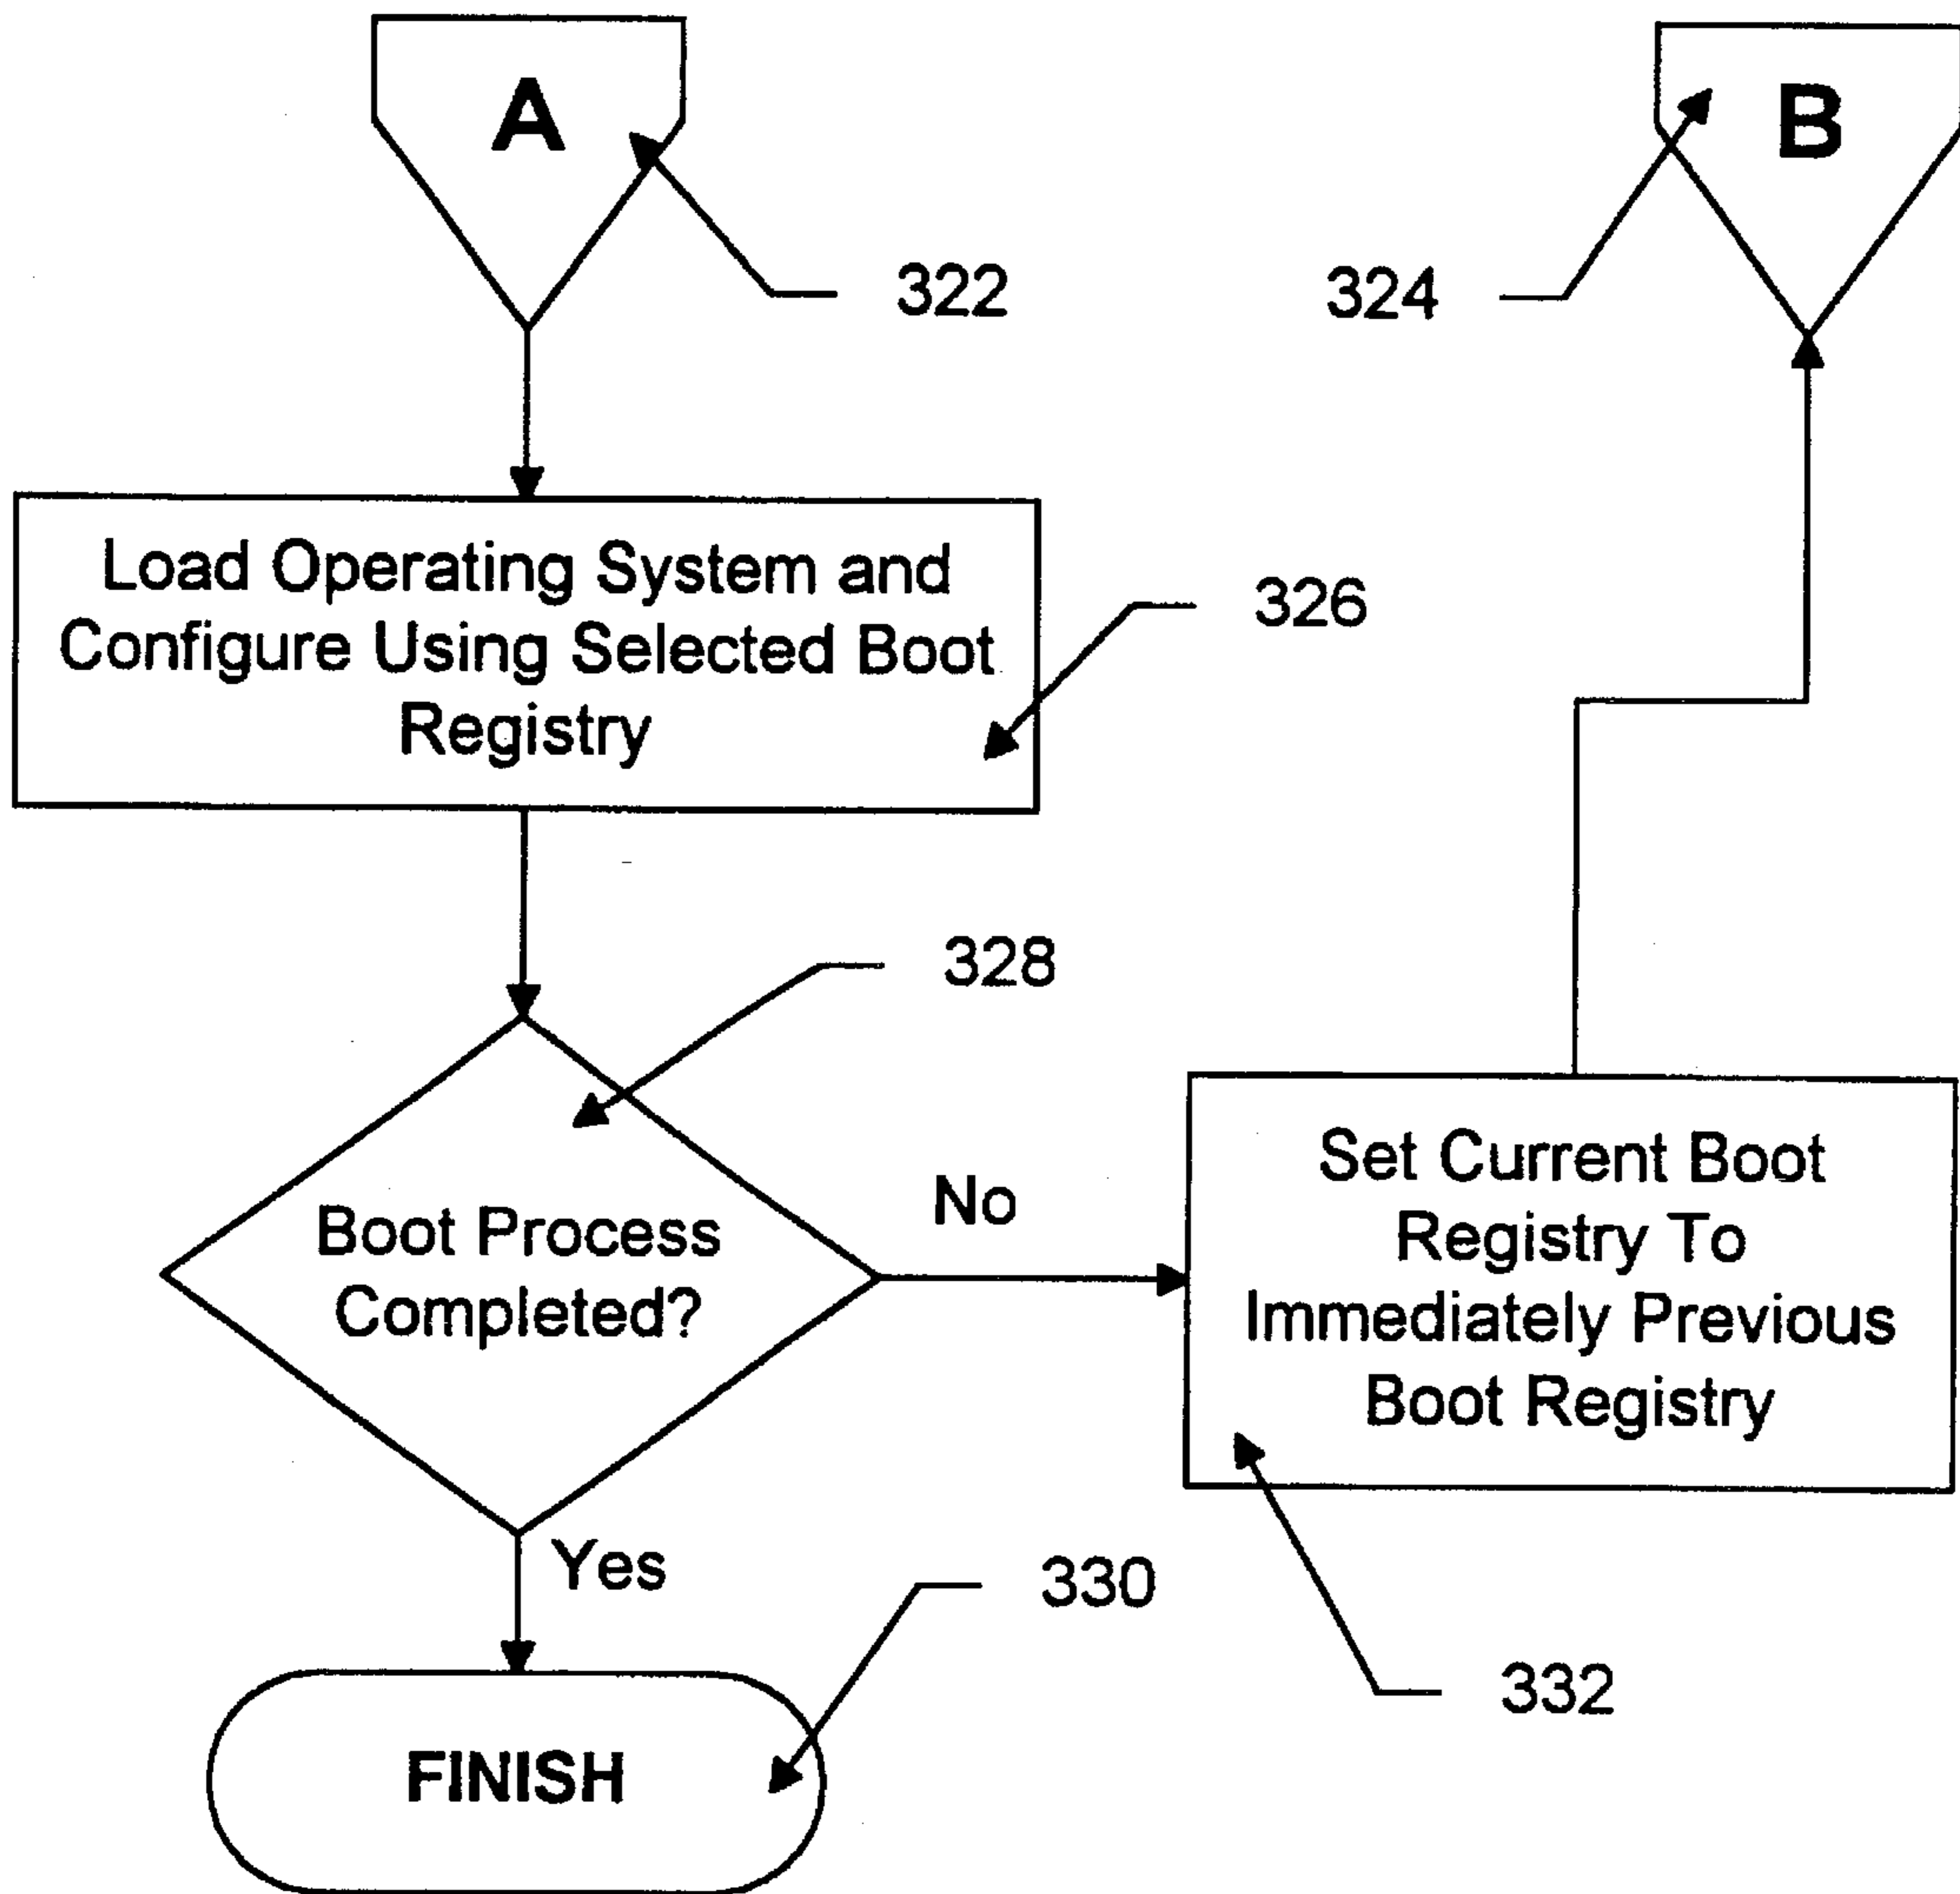 A
B
322
324
Load Operating System and
Configure Using Selected Boot
Registry
326
328
Boot Process
Completed?
No
Set Current Boot
Registry To
Immediately Previous
Boot Registry
Yes
330
332
FINISH